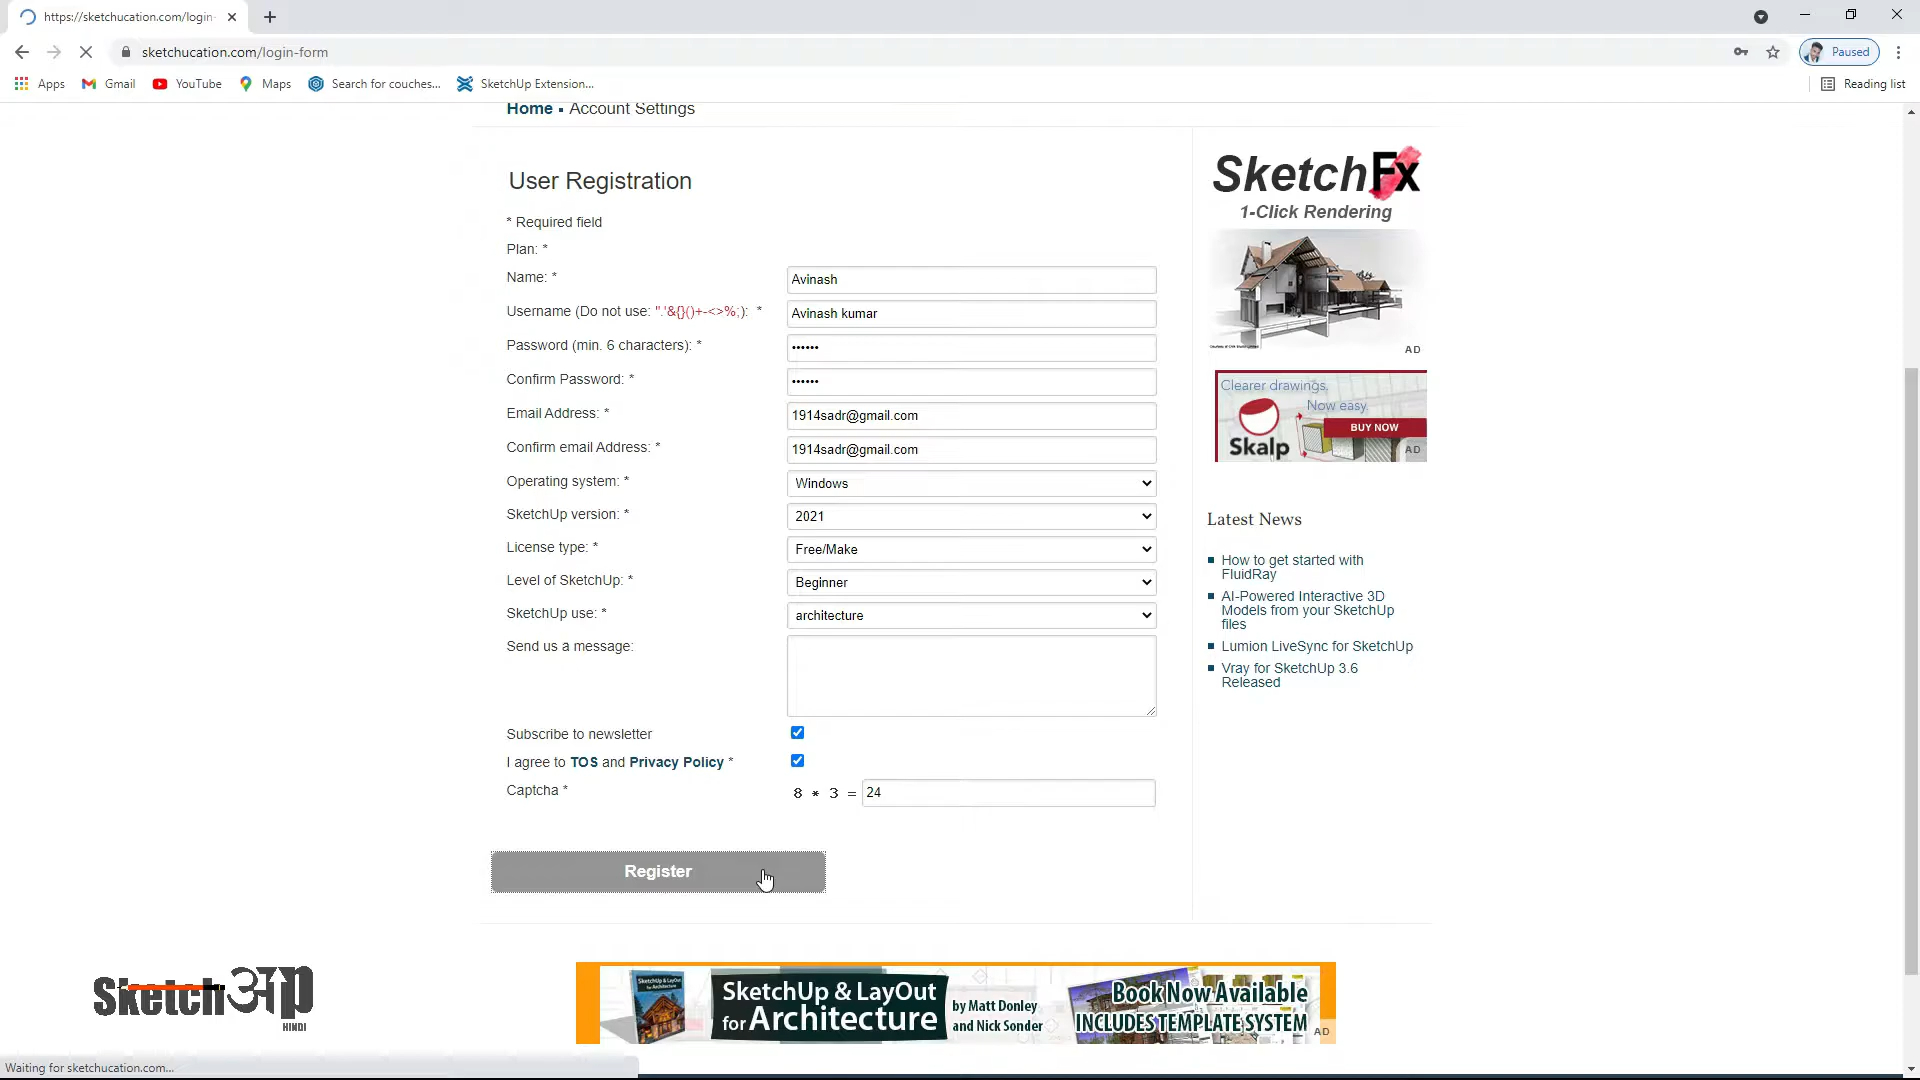 https://sketchucation.com/login-
sketchucation.com/login-form
Paused
Apps
Gmail
YouTube
Maps
Search for couches...
SketchUp Extension...
Reading list
Home ▪ Account Settings
User Registration
* Required field
Plan: *
Name: *
Avinash
Username (Do not use: ".'&{}()+-<>%;): *
Avinash kumar
Password (min. 6 characters): *
••••••
Confirm Password: *
••••••
Email Address: *
1914sadr@gmail.com
Confirm email Address: *
1914sadr@gmail.com
Operating system: *
Windows
SketchUp version: *
2021
License type: *
Free/Make
Level of SketchUp: *
Beginner
SketchUp use: *
architecture
Send us a message:
Subscribe to newsletter
I agree to TOS and Privacy Policy *
Captcha *
8 * 3 = 24
Register
SketchFx
1-Click Rendering
AD
Clearer drawings.
Now easy.
BUY NOW
Skalp
AD
Latest News
How to get started with
FluidRay
AI-Powered Interactive 3D
Models from your SketchUp
files
Lumion LiveSync for SketchUp
Vray for SketchUp 3.6
Released
SketchUp & LayOut
for Architecture
by Matt Donley
and Nick Sonder
Book Now Available
INCLUDES TEMPLATE SYSTEM
AD
Sketchअप
HINDI
Waiting for sketchucation.com...